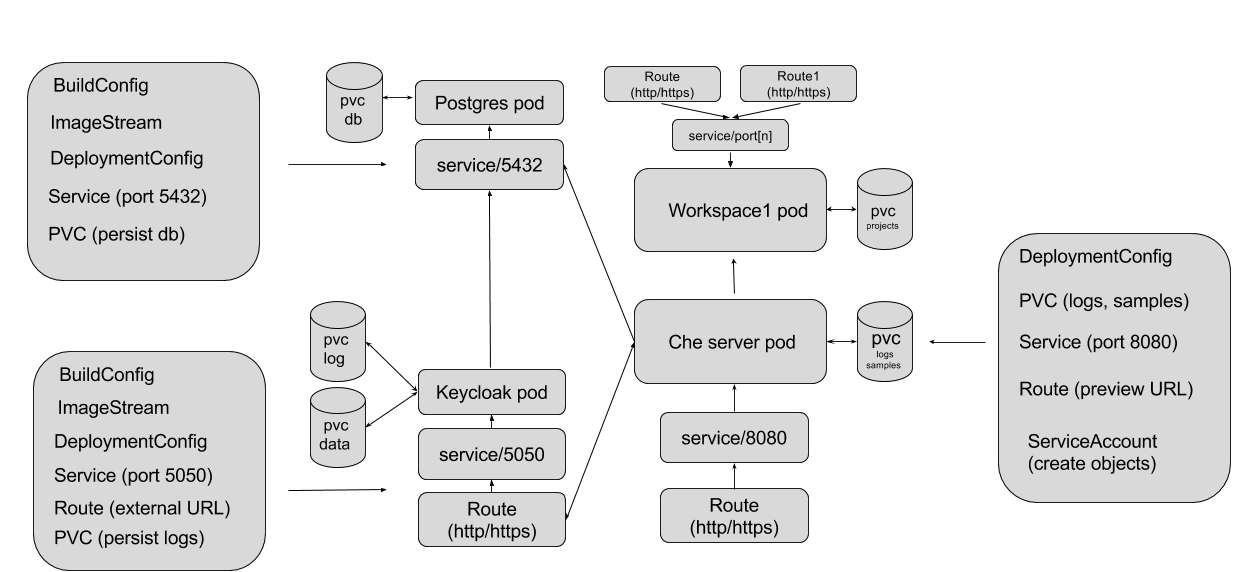 BuildConfig
ImageStream
DeploymentConfig
Service (port 5432)
PVC (persist db)
pvc
db
Postgres pod
service/5432
Route
(http/https)
Route1
(http/https)
service/port[n]
Workspace1 pod
pvc
projects
DeploymentConfig
PVC (logs, samples)
Service (port 8080)
Route (preview URL)
ServiceAccount
(create objects)
Che server pod
pvc
logs
samples
service/8080
Route
(http/https)
pvc
log
pvc
data
Keycloak pod
service/5050
Route
(http/https)
BuildConfig
ImageStream
DeploymentConfig
Service (port 5050)
Route (external URL)
PVC (persist logs)